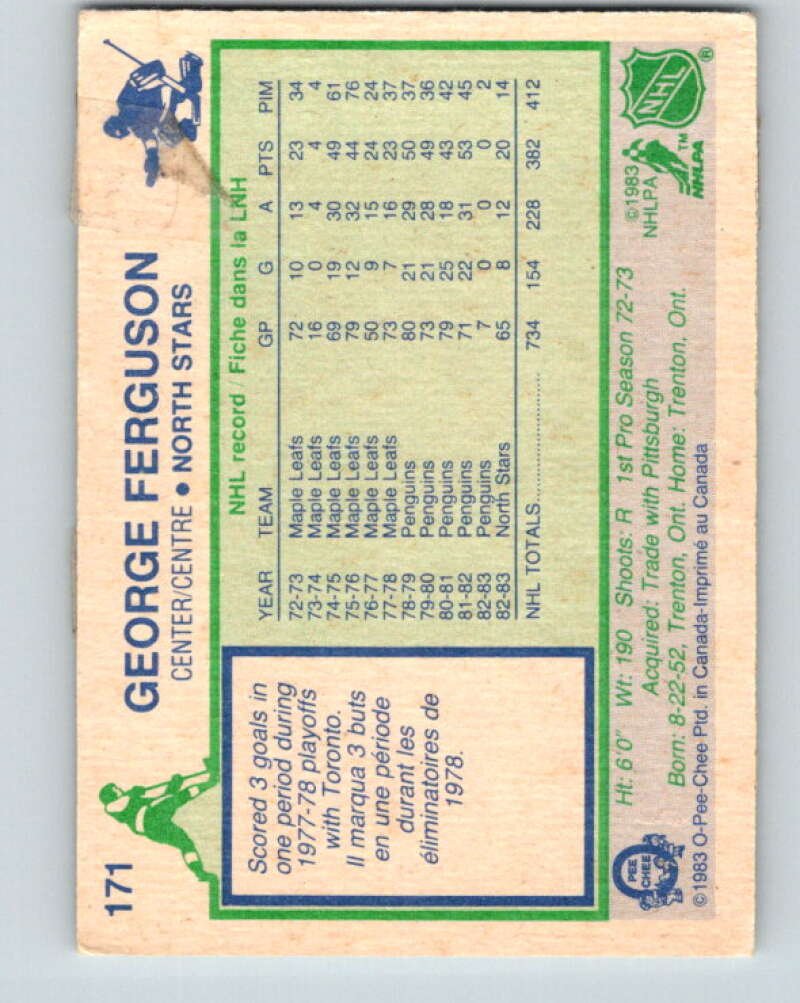 171
GEORGE FERGUSON
CENTER/CENTRE • NORTH STARS
Scored 3 goals in
one period during
1977-78 playoffs
with Toronto.
Il marqua 3 buts
en une période
durant les
éliminatoires de
1978.
NHL record / Fiche dans la LNH
YEAR TEAM GP G A PTS PIM
72-73 Maple Leafs 72 10 13 23 34
73-74 Maple Leafs 16 0 4 4 4
74-75 Maple Leafs 69 19 30 49 61
75-76 Maple Leafs 79 12 32 44 76
76-77 Maple Leafs 50 9 15 24 24
77-78 Maple Leafs 73 7 16 23 37
78-79 Penguins 80 21 29 50 37
79-80 Penguins 73 21 28 49 36
80-81 Penguins 79 25 18 43 42
81-82 Penguins 71 22 31 53 45
82-83 Penguins 7 0 0 0 2
82-83 North Stars 65 8 12 20 14
NHL TOTALS 734 154 228 382 412
Ht: 6'0" Wt: 190 Shoots: R 1st Pro Season 72-73
Acquired: Trade with Pittsburgh
Born: 8-22-52, Trenton, Ont. Home: Trenton, Ont.
©1983 O-Pee-Chee Ptd. in Canada-Imprimé au Canada
O
PEE
CHEE
©1983
NHLPA
NHL ®
NHLPA ™